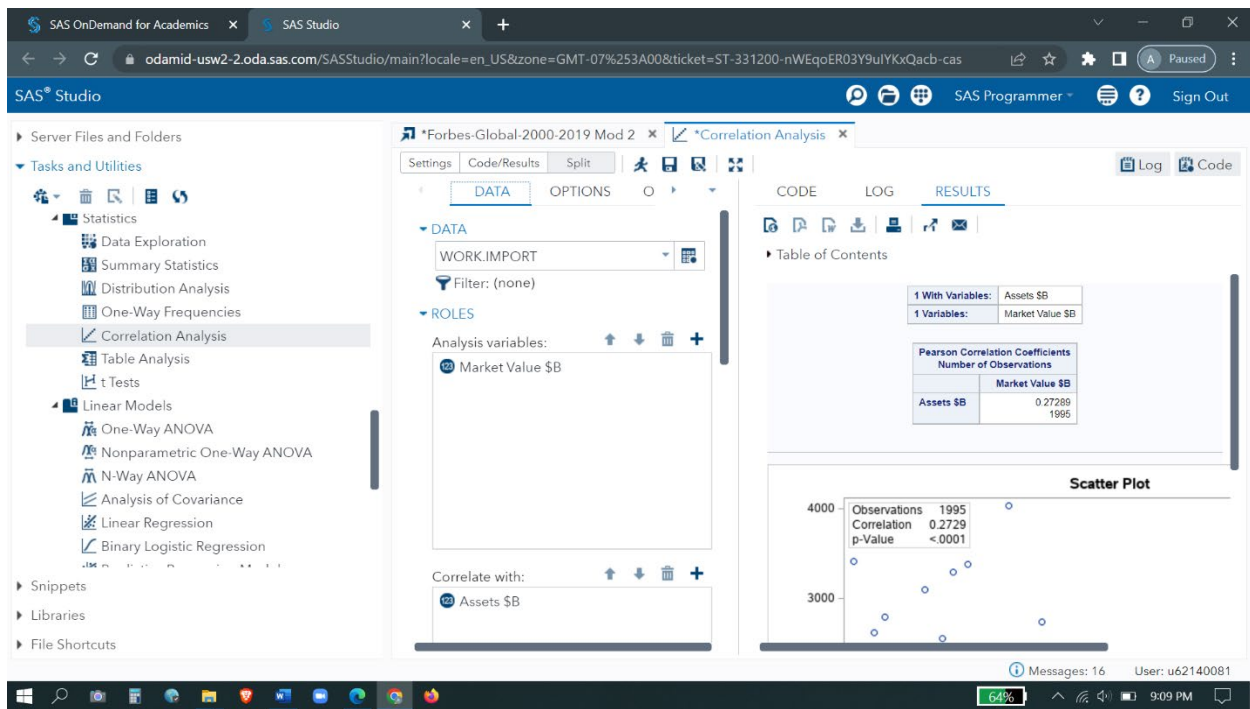 SAS OnDemand for Academics
SAS Studio
odamid-usw2-2.oda.sas.com/SASStudio/main?locale=en_US&zone=GMT-07%253A00&ticket=ST-331200-nWEqoER03Y9uIYKxQacb-cas
A Paused
SAS® Studio
SAS Programmer
Sign Out
Server Files and Folders
Tasks and Utilities
Statistics
Data Exploration
Summary Statistics
Distribution Analysis
One-Way Frequencies
Correlation Analysis
Table Analysis
t Tests
Linear Models
One-Way ANOVA
Nonparametric One-Way ANOVA
N-Way ANOVA
Analysis of Covariance
Linear Regression
Binary Logistic Regression
Snippets
Libraries
File Shortcuts
*Forbes-Global-2000-2019 Mod 2
*Correlation Analysis
Settings Code/Results Split
Log Code
DATA OPTIONS O
DATA
WORK.IMPORT
Filter: (none)
ROLES
Analysis variables:
123 Market Value $B
Correlate with:
123 Assets $B
CODE LOG RESULTS
Table of Contents
1 With Variables: Assets $B
1 Variables: Market Value $B
Pearson Correlation Coefficients
Number of Observations
Market Value $B
Assets $B 0.27289
1995
Scatter Plot
4000
Observations 1995
Correlation 0.2729
p-Value <.0001
3000
Messages: 16 User: u62140081
64% 9:09 PM